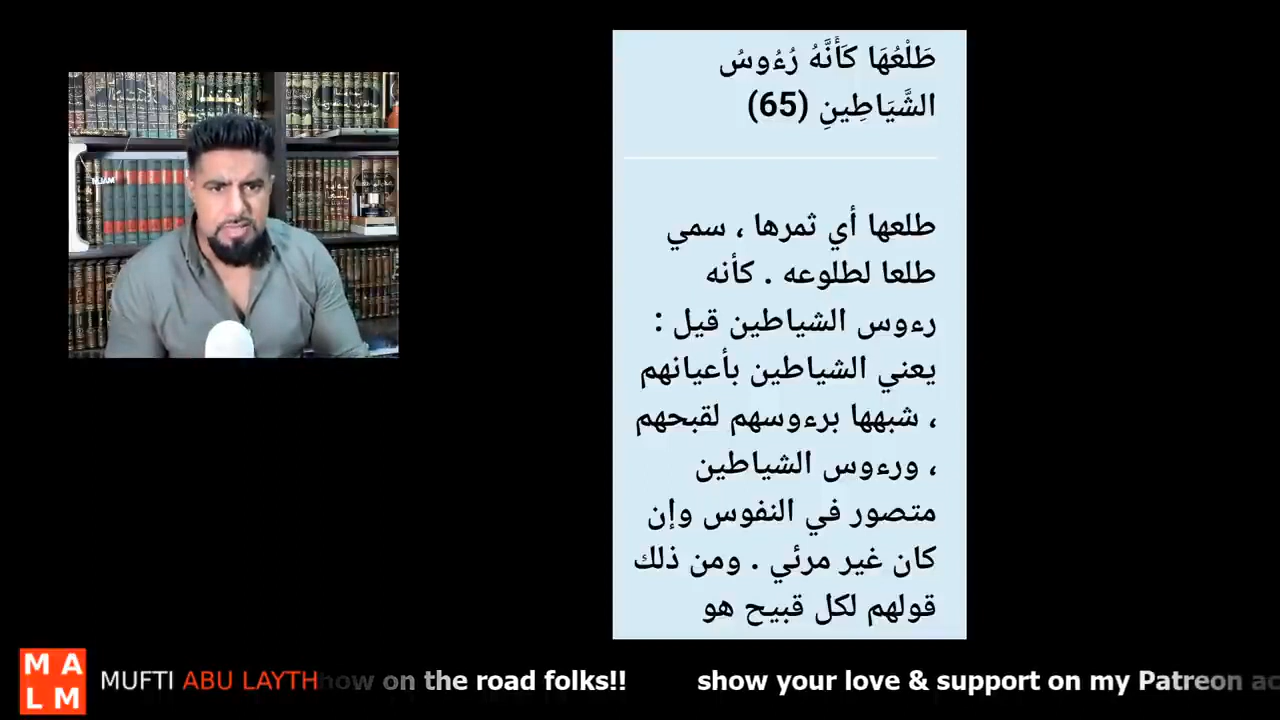 طَلْعُهَا كَأَنَّهُ رُءُوسُ
الشَّيَاطِينِ (65)
طلعها أي ثمرها ، سمي
طلعا لطلوعه . كأنه
رءوس الشياطين قيل :
يعني الشياطين بأعيانهم
، شبهها برءوسهم لقبحهم
، ورءوس الشياطين
متصور في النفوس وإن
كان غير مرئي . ومن ذلك
قولهم لكل قبيح هو
M A
L M
MUFTI ABU LAYTH how on the road folks!! show your love & support on my Patreon ac